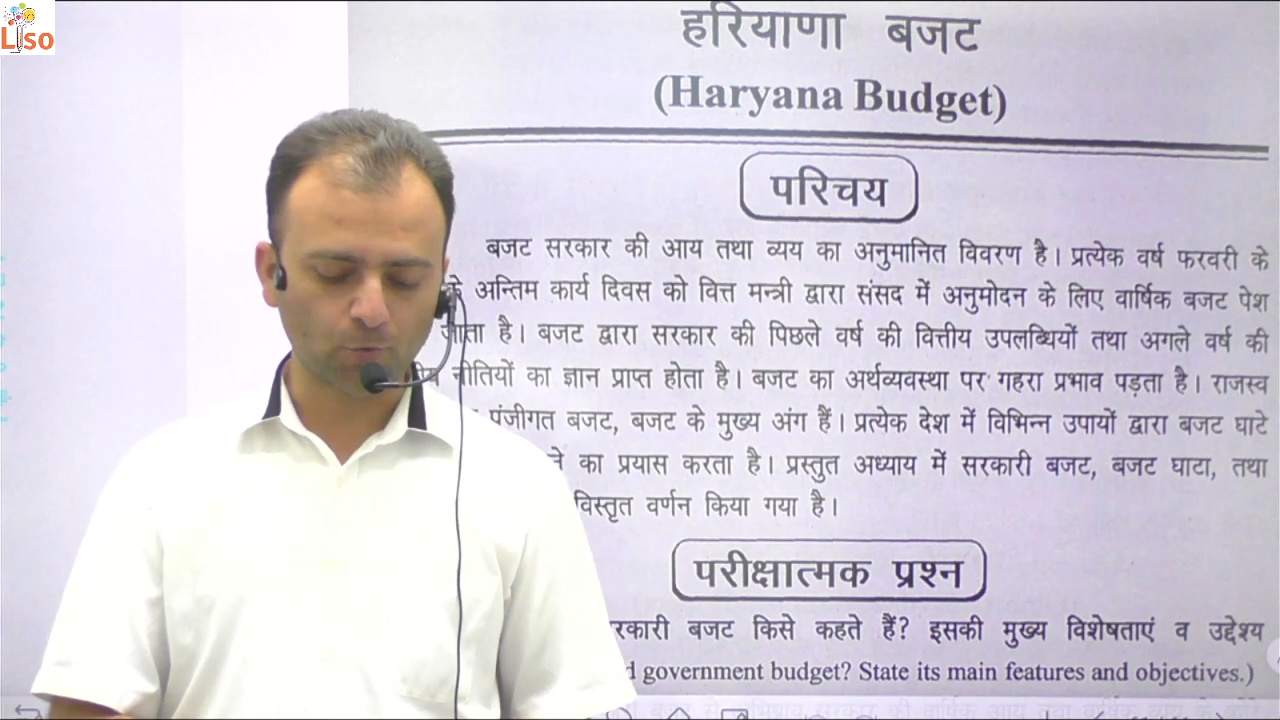 Liso
हरियाणा बजट
(Haryana Budget)
परिचय
बजट सरकार की आय तथा व्यय का अनुमानित विवरण है। प्रत्येक वर्ष फरवरी के
के अन्तिम कार्य दिवस को वित्त मन्त्री द्वारा संसद में अनुमोदन के लिए वार्षिक बजट पेश
जाता है। बजट द्वारा सरकार की पिछले वर्ष की वित्तीय उपलब्धियों तथा अगले वर्ष की
नीतियों का ज्ञान प्राप्त होता है। बजट का अर्थव्यवस्था पर गहरा प्रभाव पड़ता है। राजस्व
पंजीगत बजट, बजट के मुख्य अंग हैं। प्रत्येक देश में विभिन्न उपायों द्वारा बजट घाटे
का प्रयास करता है। प्रस्तुत अध्याय में सरकारी बजट, बजट घाटा, तथा
विस्तृत वर्णन किया गया है।
परीक्षात्मक प्रश्न
रकारी बजट किसे कहते हैं? इसकी मुख्य विशेषताएं व उद्देश्य
government budget? State its main features and objectives.)